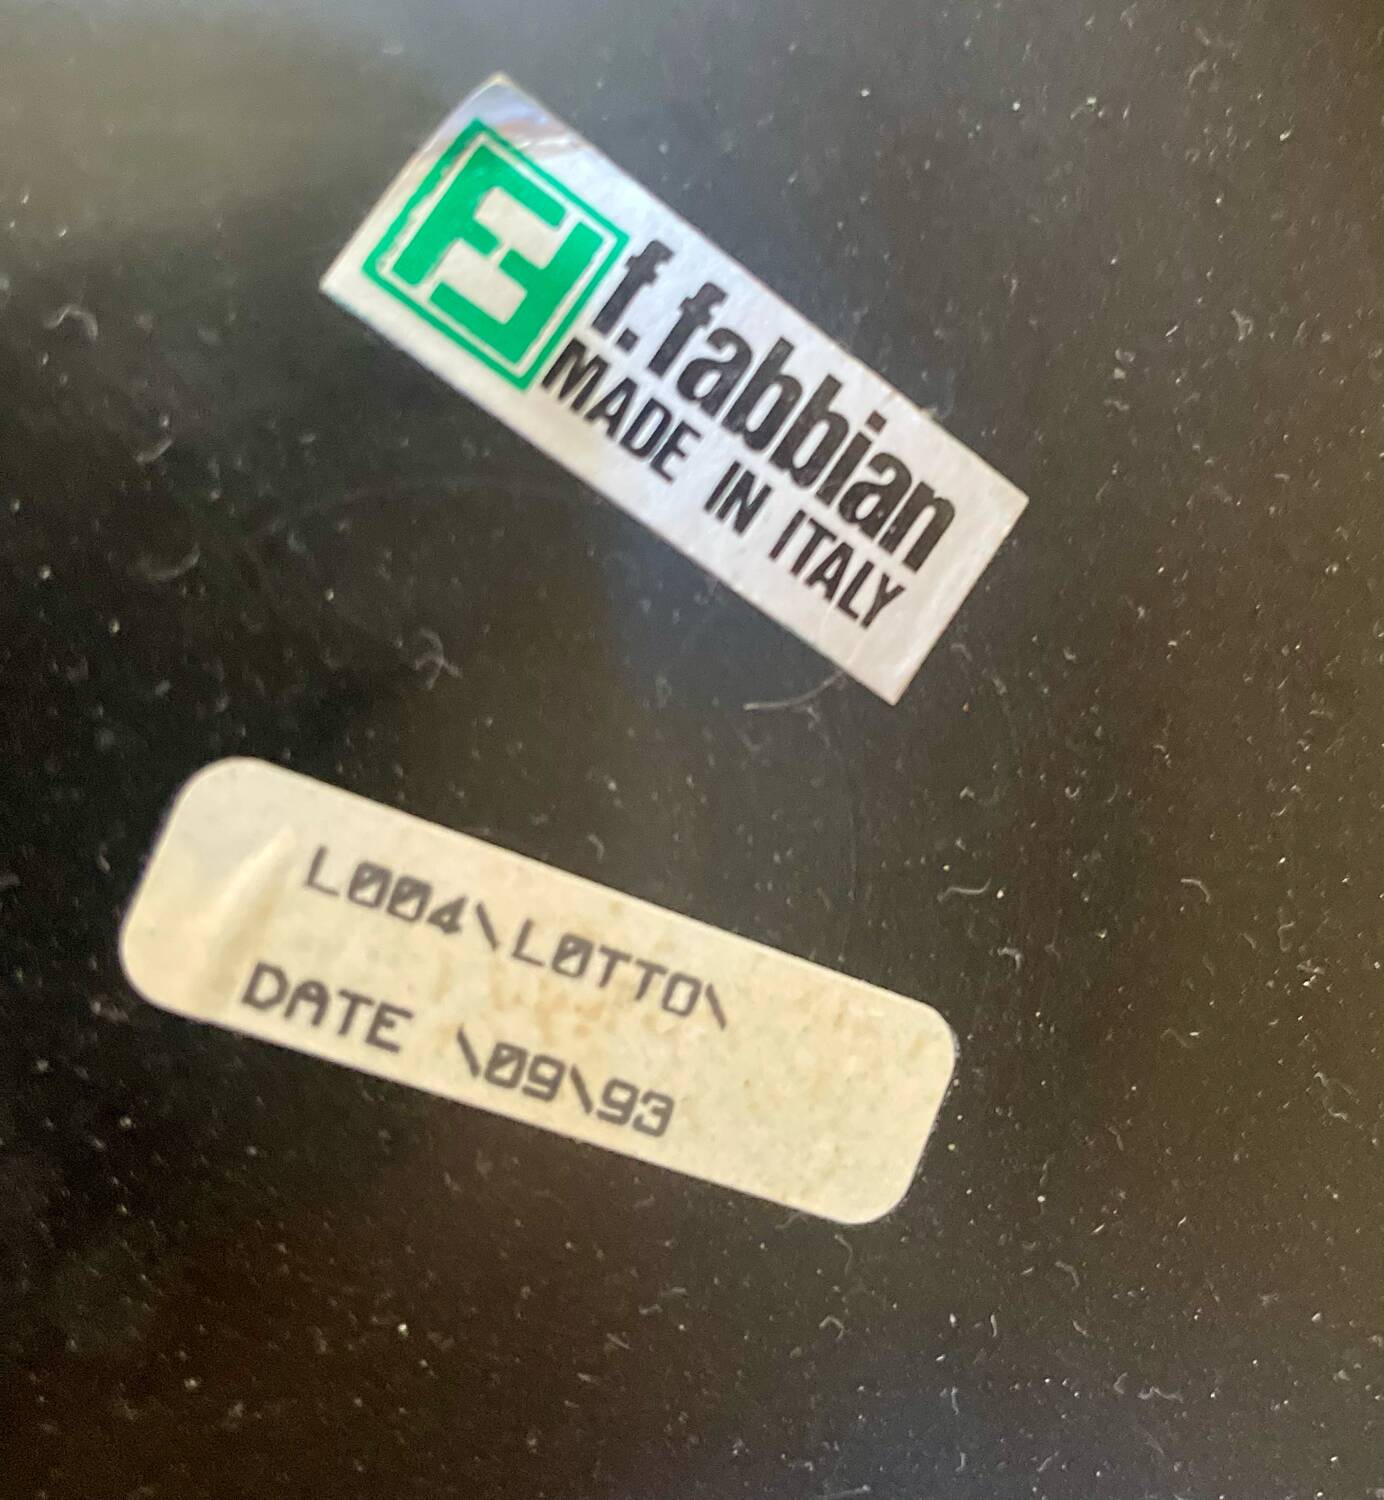 f. fabbian
MADE IN ITALY
L004\L0TTO\
DATE \09\93